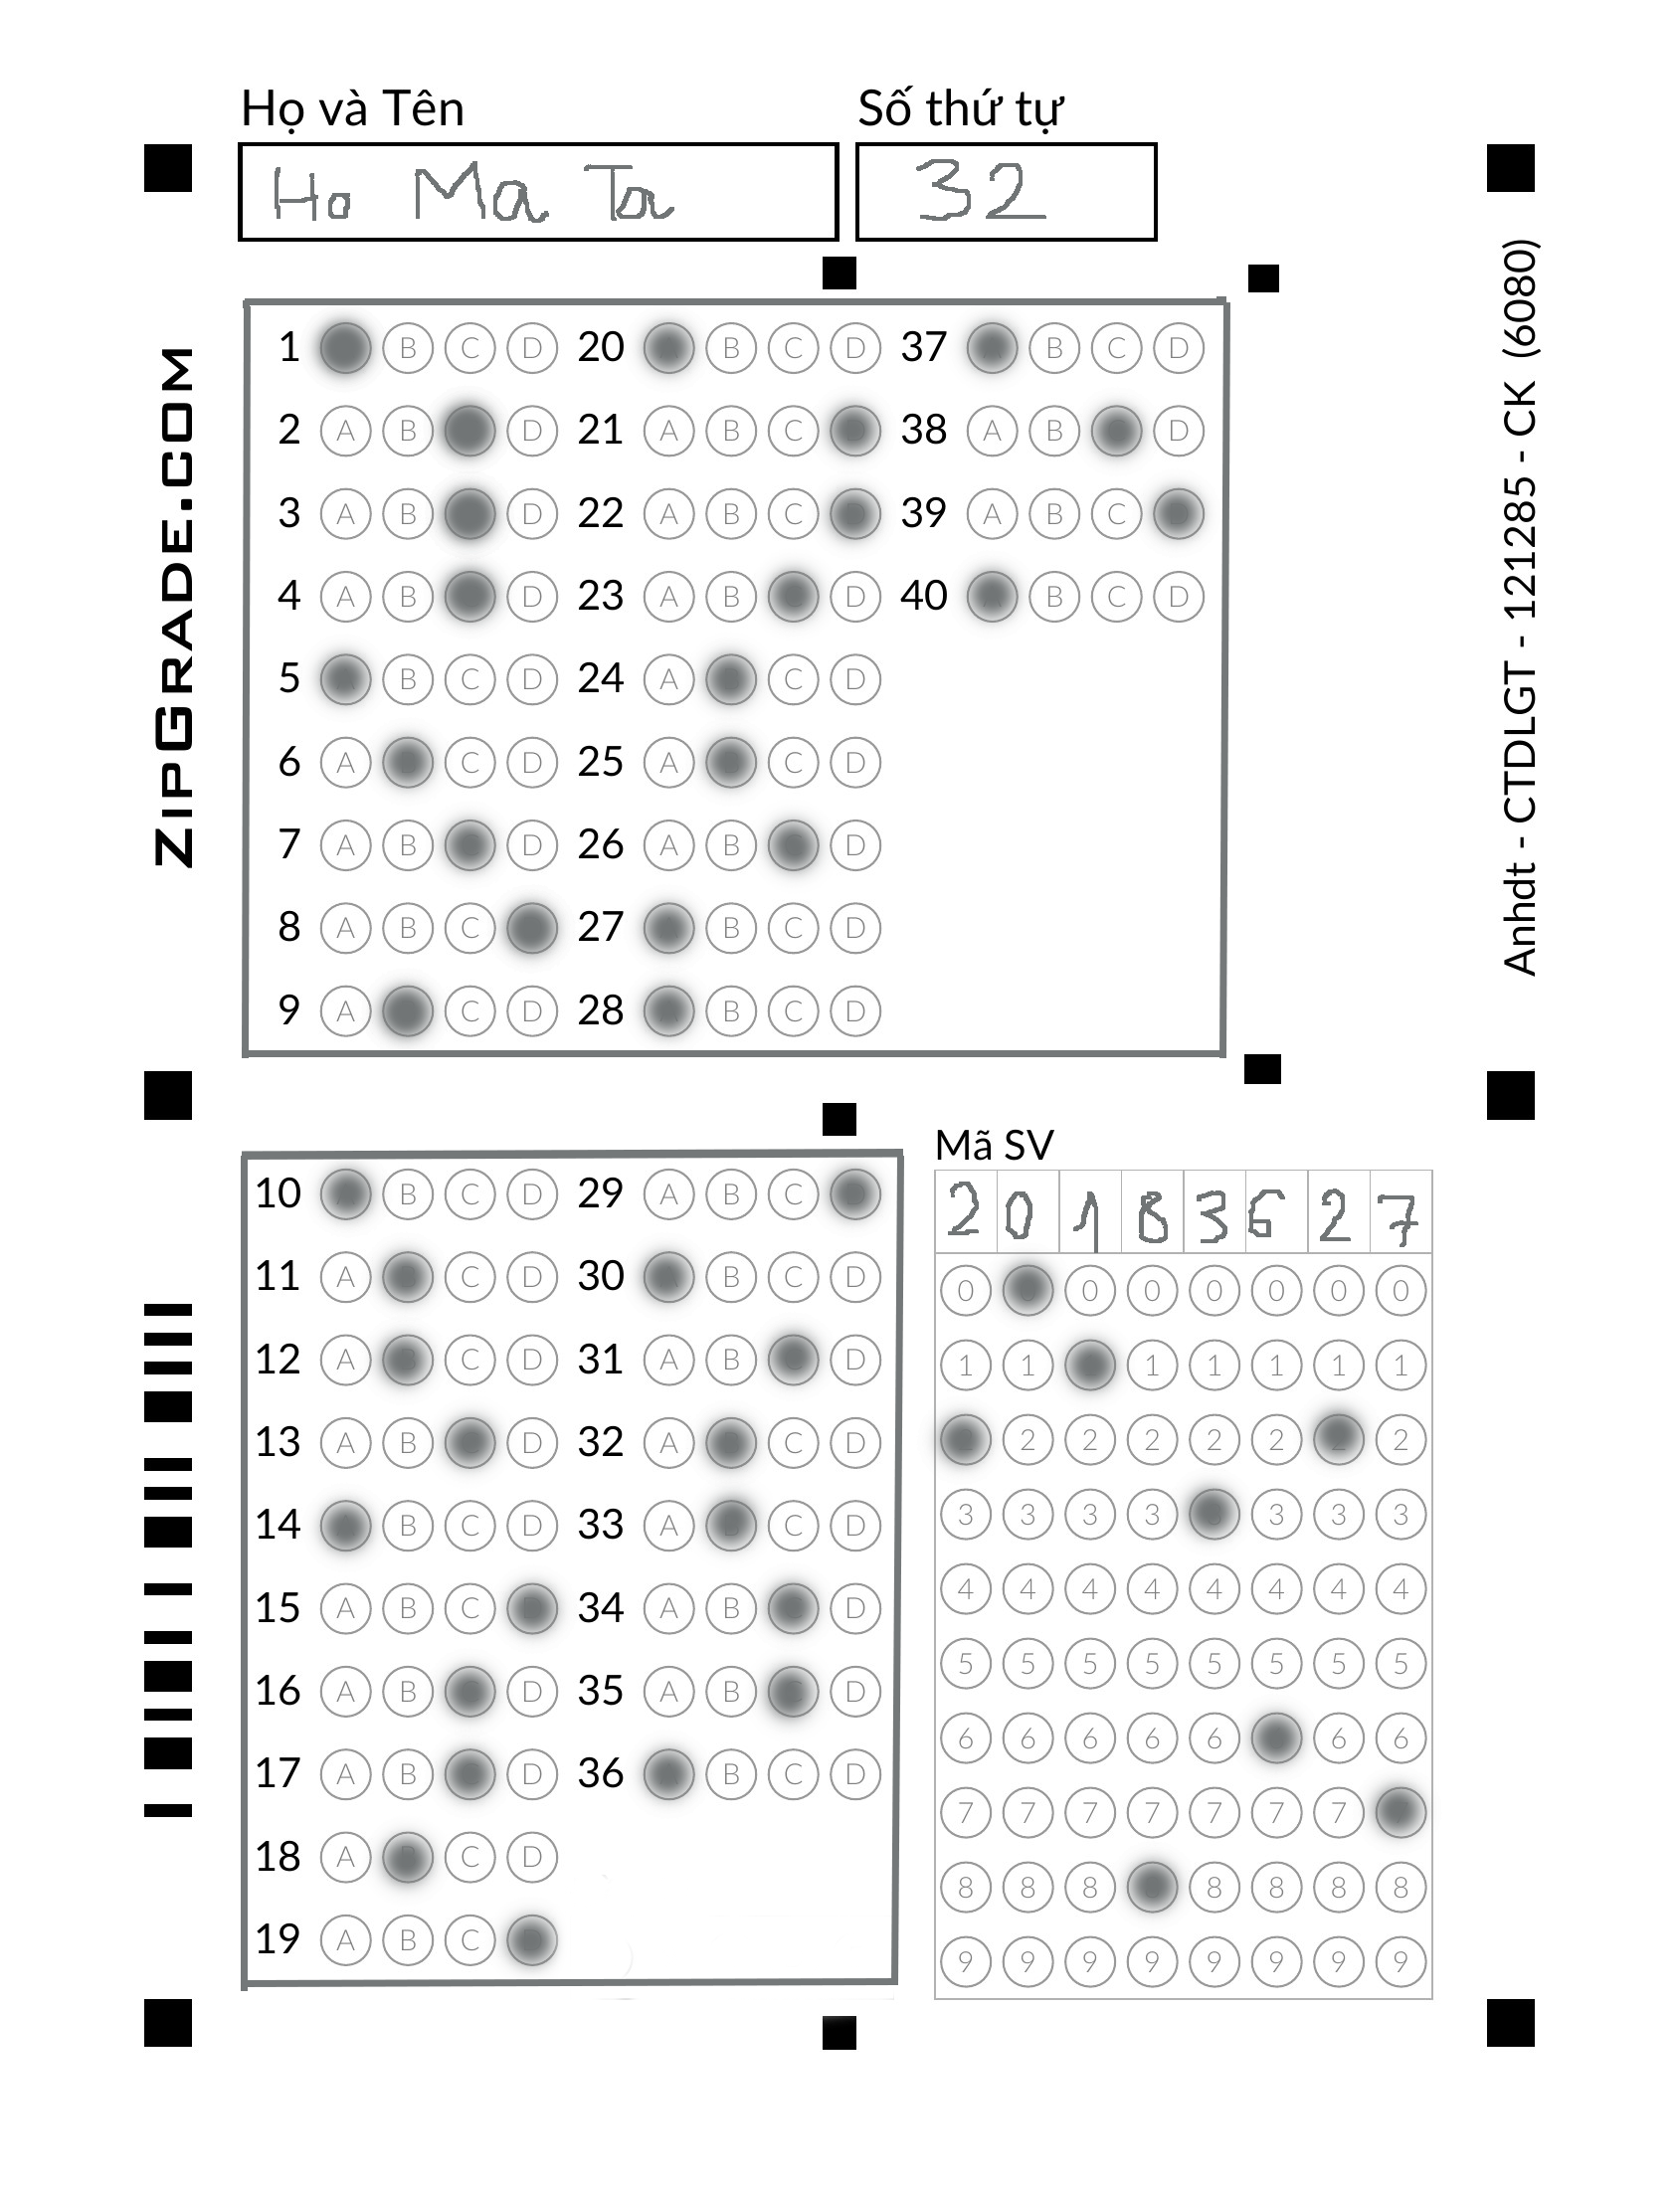 Họ và Tên Số thứ tự
Ho Ma Ta 32
ZIPGRADE.COM
Anhdt - CTDLGT - 121285 - CK (6080)
1 B C D 20 B C D 37 B C D
2 A B D 21 A B C 38 A B D
3 A B D 22 A B C 39 A B C
4 A B D 23 A B D 40 B C D
5 B C D 24 A C D
6 A C D 25 A C D
7 A B D 26 A B D
8 A B C 27 B C D
9 A C D 28 B C D
10 B C D 29 A B C
11 A C D 30 B C D
12 A C D 31 A B D
13 A B D 32 A C D
14 B C D 33 A C D
15 A B C 34 A B D
16 A B D 35 A B D
17 A B D 36 B C D
18 A C D
19 A B C
Mã SV
2 0 1 8 3 6 2 7
0 0 0 0 0 0 0
1 1 1 1 1 1 1
2 2 2 2 2 2
3 3 3 3 3 3 3
4 4 4 4 4 4 4 4
5 5 5 5 5 5 5 5
6 6 6 6 6 6 6
7 7 7 7 7 7 7
8 8 8 8 8 8 8
9 9 9 9 9 9 9 9